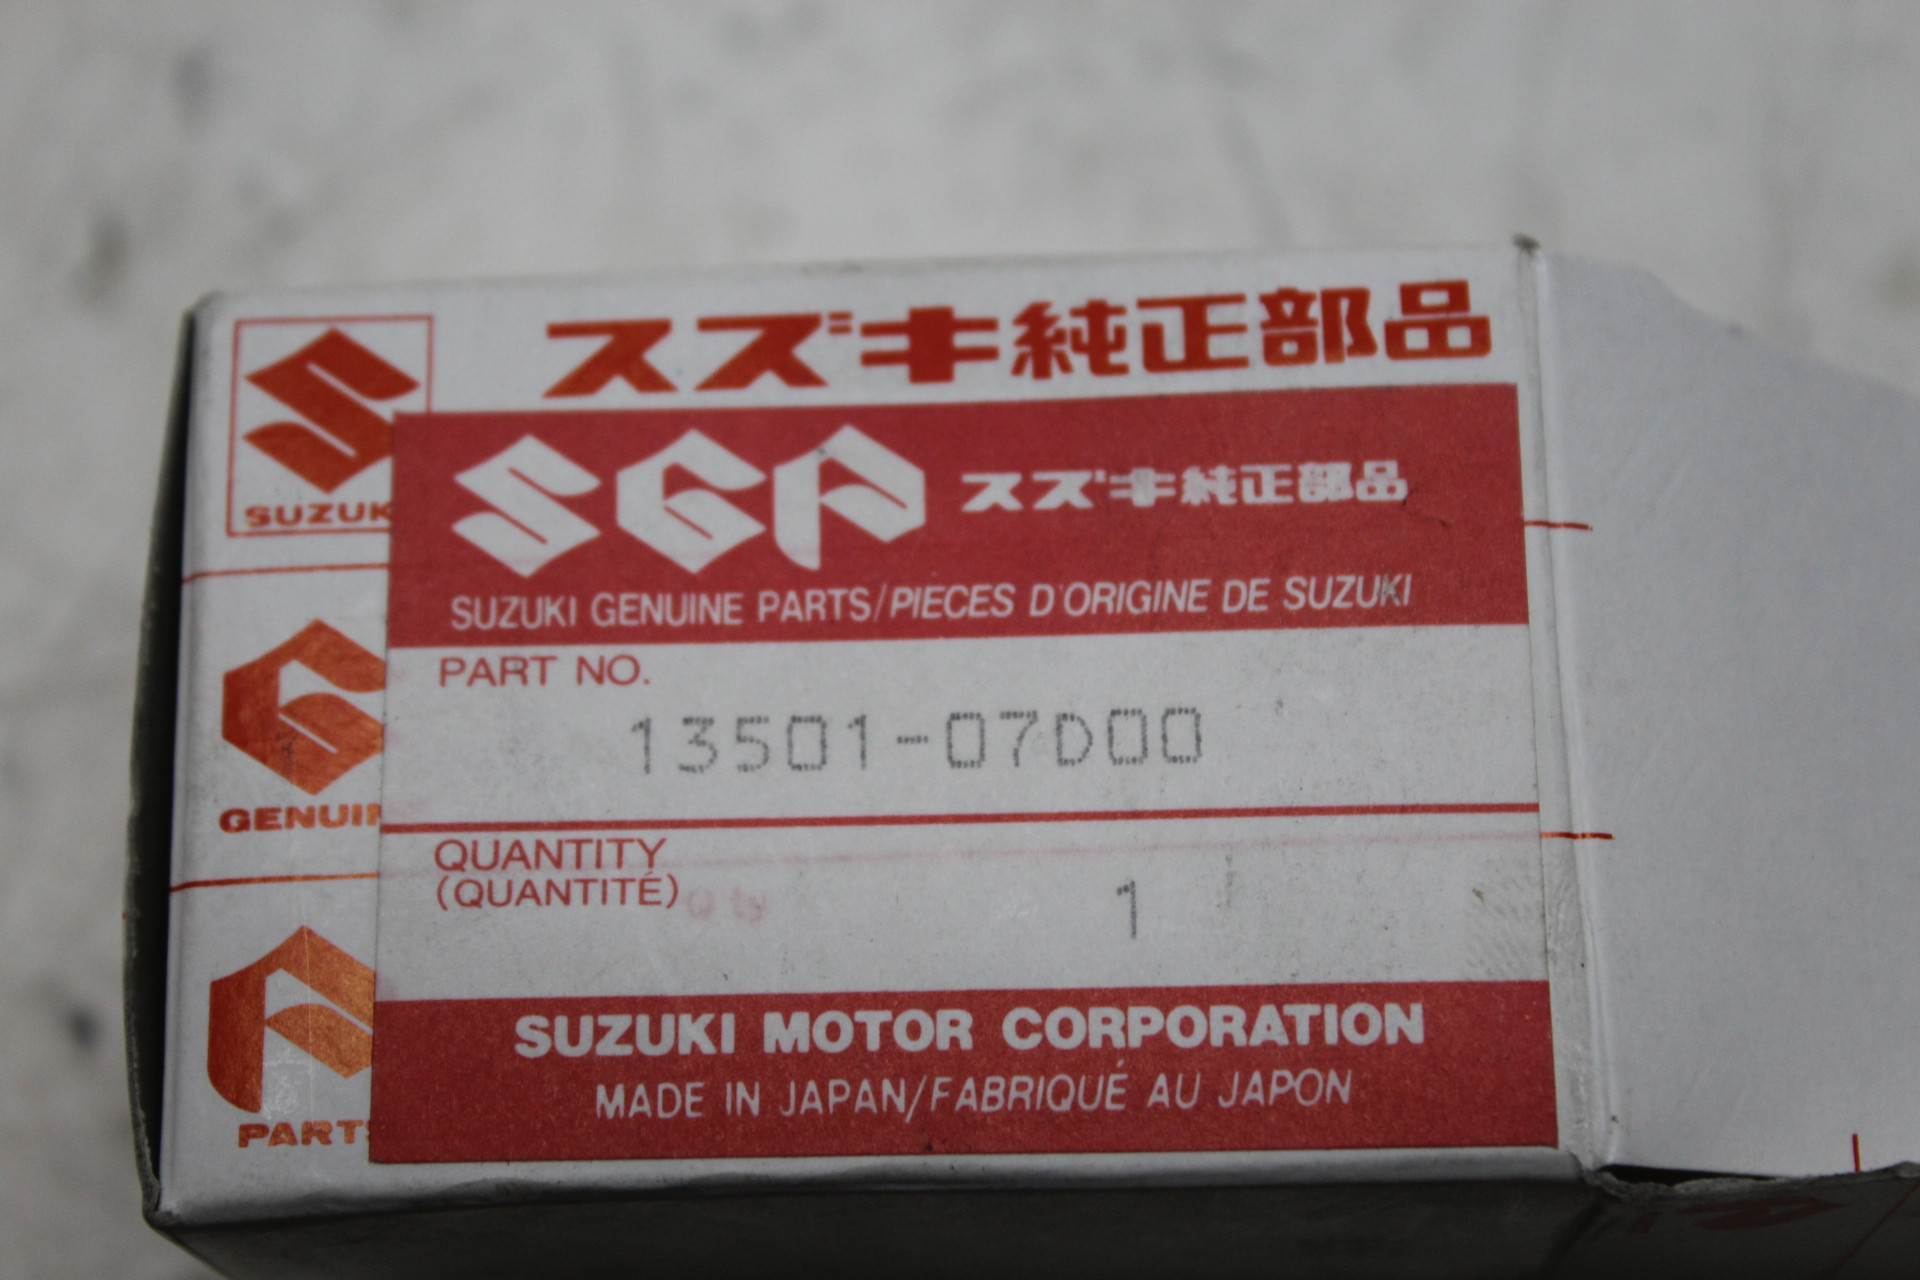 スズキ純正部品
SUZUK
SGP スズキ純正部品
SUZUKI GENUINE PARTS/PIECES D'ORIGINE DE SUZUKI
GENUIN
PART NO.
13501-07D00
QUANTITY
(QUANTITÉ) Q'ty
1
PARTS
SUZUKI MOTOR CORPORATION
MADE IN JAPAN/FABRIQUÉ AU JAPON